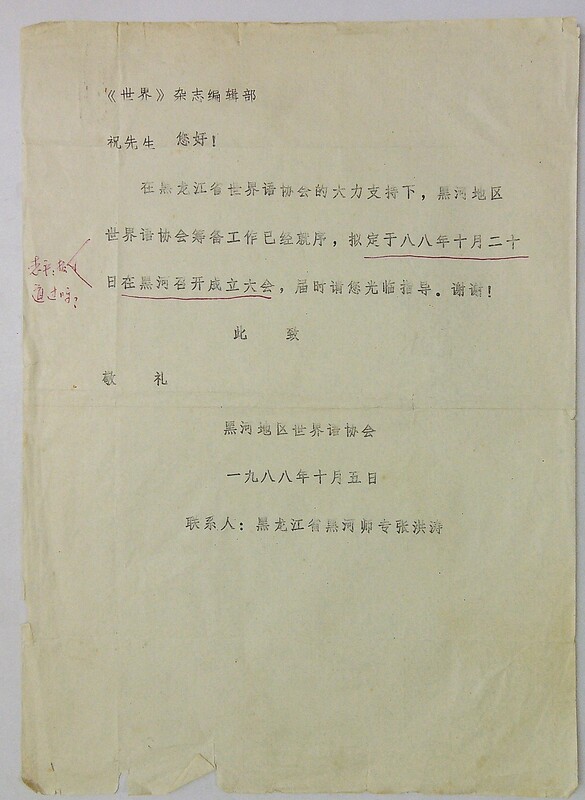 《世界》杂志编辑部
祝先生 您好!
在黑龙江省世界语协会的大力支持下,黑河地区
世界语协会筹备工作已经就序,拟定于八八年十月二十
日在黑河召开成立大会,届时请您光临指导。谢谢!
此 致
敬 礼
黑河地区世界语协会
一九八八年十月五日
联系人:黑龙江省黑河师专张洪涛